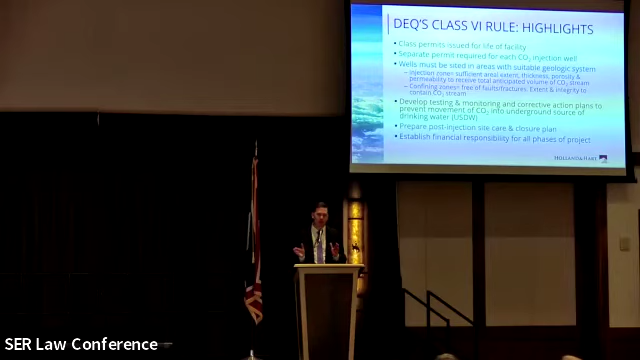 DEQ'S CLASS VI RULE: HIGHLIGHTS
• Class permits issued for life of facility
• Separate permit required for each CO₂ injection well
• Wells must be sited in areas with suitable geologic system
– Injection zone= sufficient areal extent, thickness, porosity &
permeability to receive total anticipated volume of CO₂ stream
– Confining zones= free of faults/fractures. Extent & integrity to
contain CO₂ stream
• Develop testing & monitoring and corrective action plans to
prevent movement of CO₂ into underground source of
drinking water (USDW)
• Prepare post-injection site care & closure plan
• Establish financial responsibility for all phases of project
HOLLAND & HART
SER Law Conference